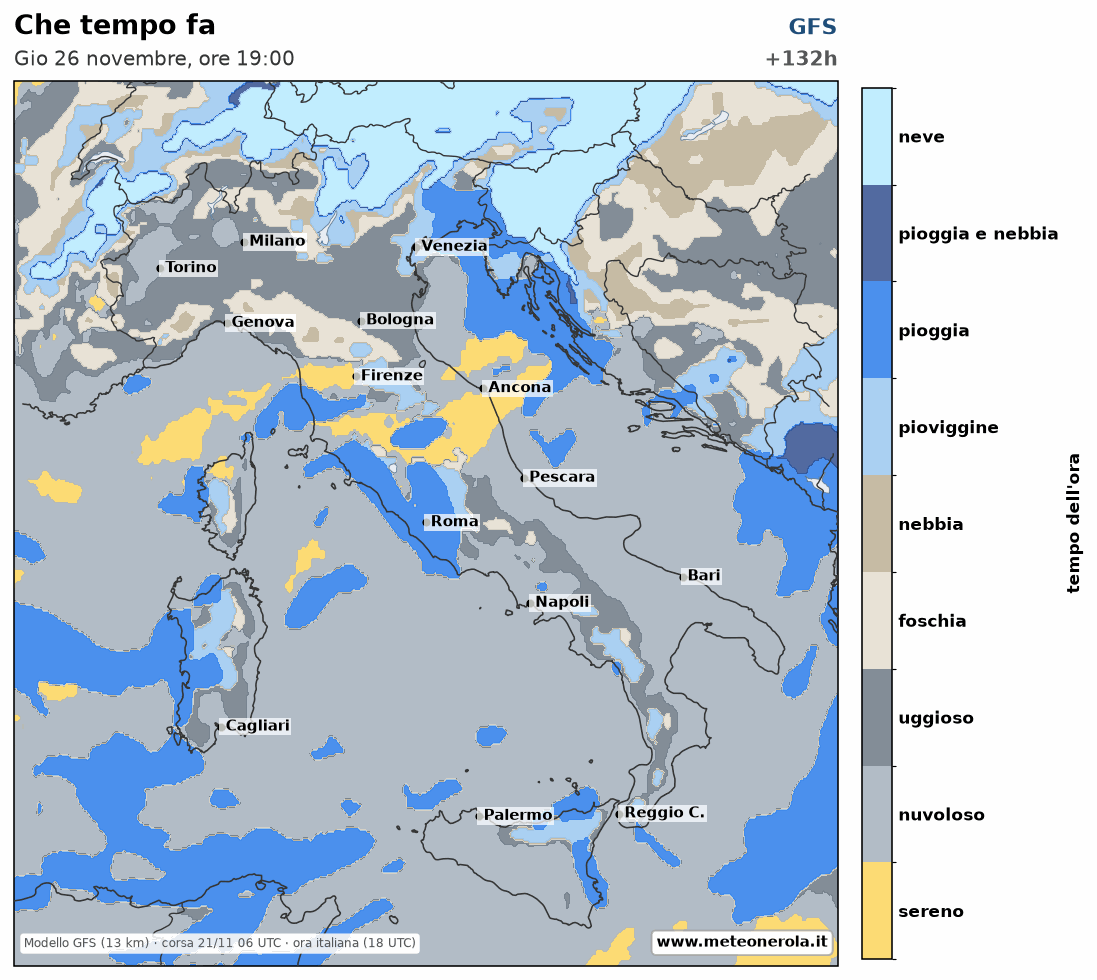 Che tempo fa
GFS
Gio 26 novembre, ore 19:00
+132h
neve
pioggia e nebbia
pioggia
pioviggine
nebbia
foschia
uggioso
nuvoloso
sereno
tempo dell'ora
Milano
Venezia
Torino
Genova
Bologna
Firenze
Ancona
Pescara
Roma
Bari
Napoli
Cagliari
Palermo
Reggio C.
Modello GFS (13 km) · corsa 21/11 06 UTC · ora italiana (18 UTC)
www.meteonerola.it